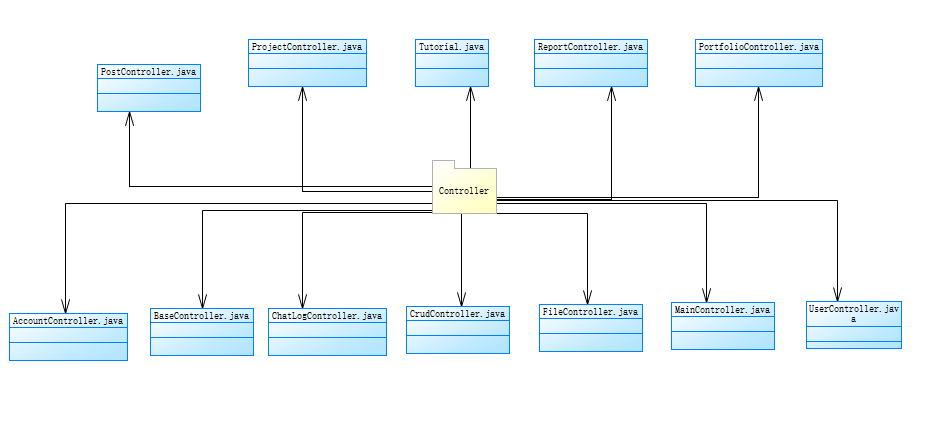 ProjectController.java
Tutorial.java
ReportController.java
PortfolioController.java
PostController.java
Controller
AccountController.java
BaseController.java
ChatLogController.java
CrudController.java
FileController.java
MainController.java
UserController.jav
a